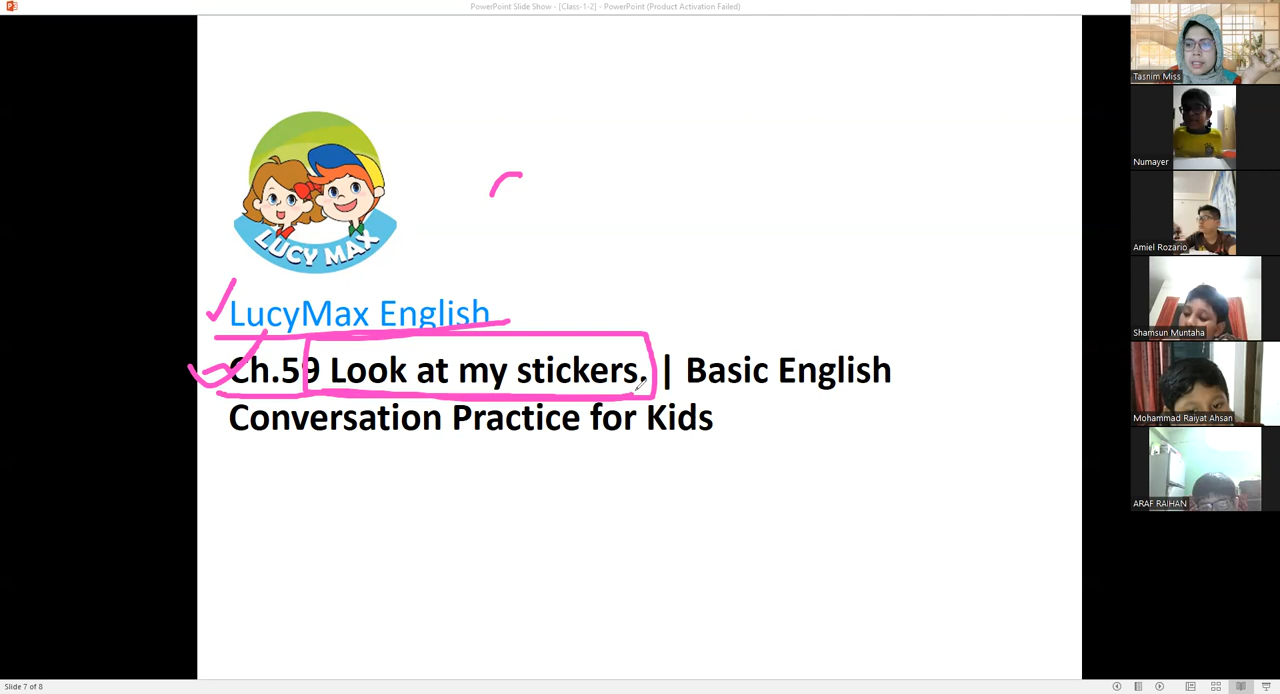 PowerPoint Slide Show - [Class-1-2] - PowerPoint (Product Activation Failed)
LUCY MAX
LucyMax English
Ch.59 Look at my stickers. | Basic English
Conversation Practice for Kids
Tasnim Miss
Numayer
Amiel Rozario
Shamsun Muntaha
Mohammad Raiyat Ahsan
ARAF RAIHAN
Slide 7 of 8